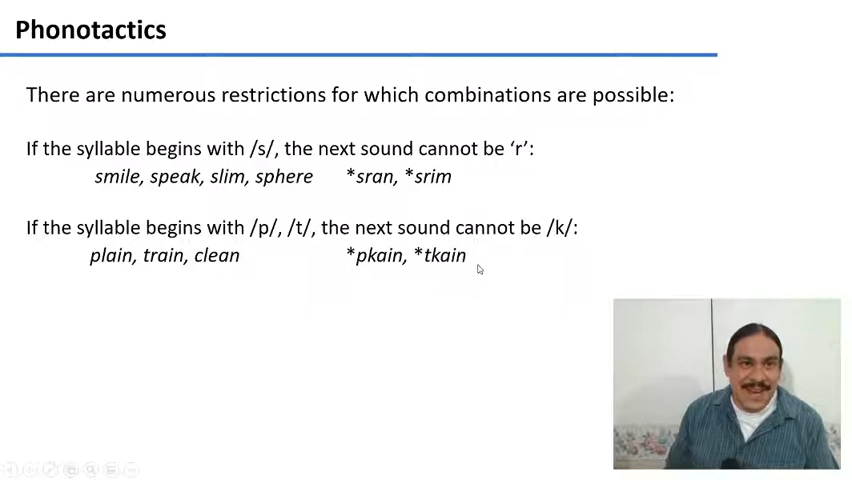 Phonotactics
There are numerous restrictions for which combinations are possible:
If the syllable begins with /s/, the next sound cannot be ‘r’:
smile, speak, slim, sphere *sran, *srim
If the syllable begins with /p/, /t/, the next sound cannot be /k/:
plain, train, clean *pkain, *tkain